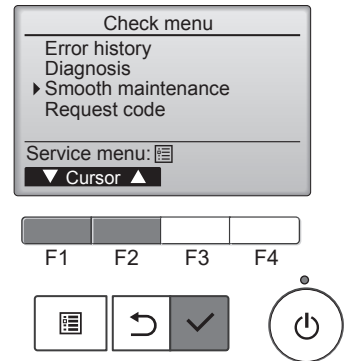 Check menu
Error history
Diagnosis
Smooth maintenance
Request code
Service menu:
▼ Cursor ▲
F1 F2 F3 F4